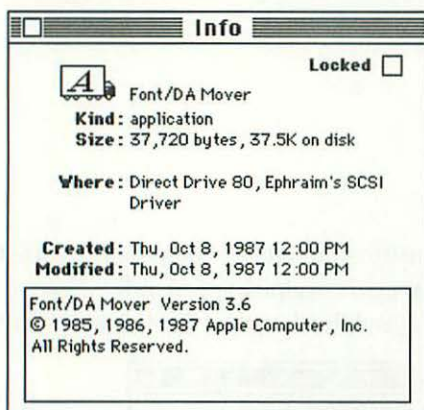 Info
Locked
A
Font/DA Mover
Kind: application
Size: 37,720 bytes, 37.5K on disk
Where: Direct Drive 80, Ephraim's SCSI
Driver
Created: Thu, Oct 8, 1987 12:00 PM
Modified: Thu, Oct 8, 1987 12:00 PM
Font/DA Mover Version 3.6
© 1985, 1986, 1987 Apple Computer, Inc.
All Rights Reserved.